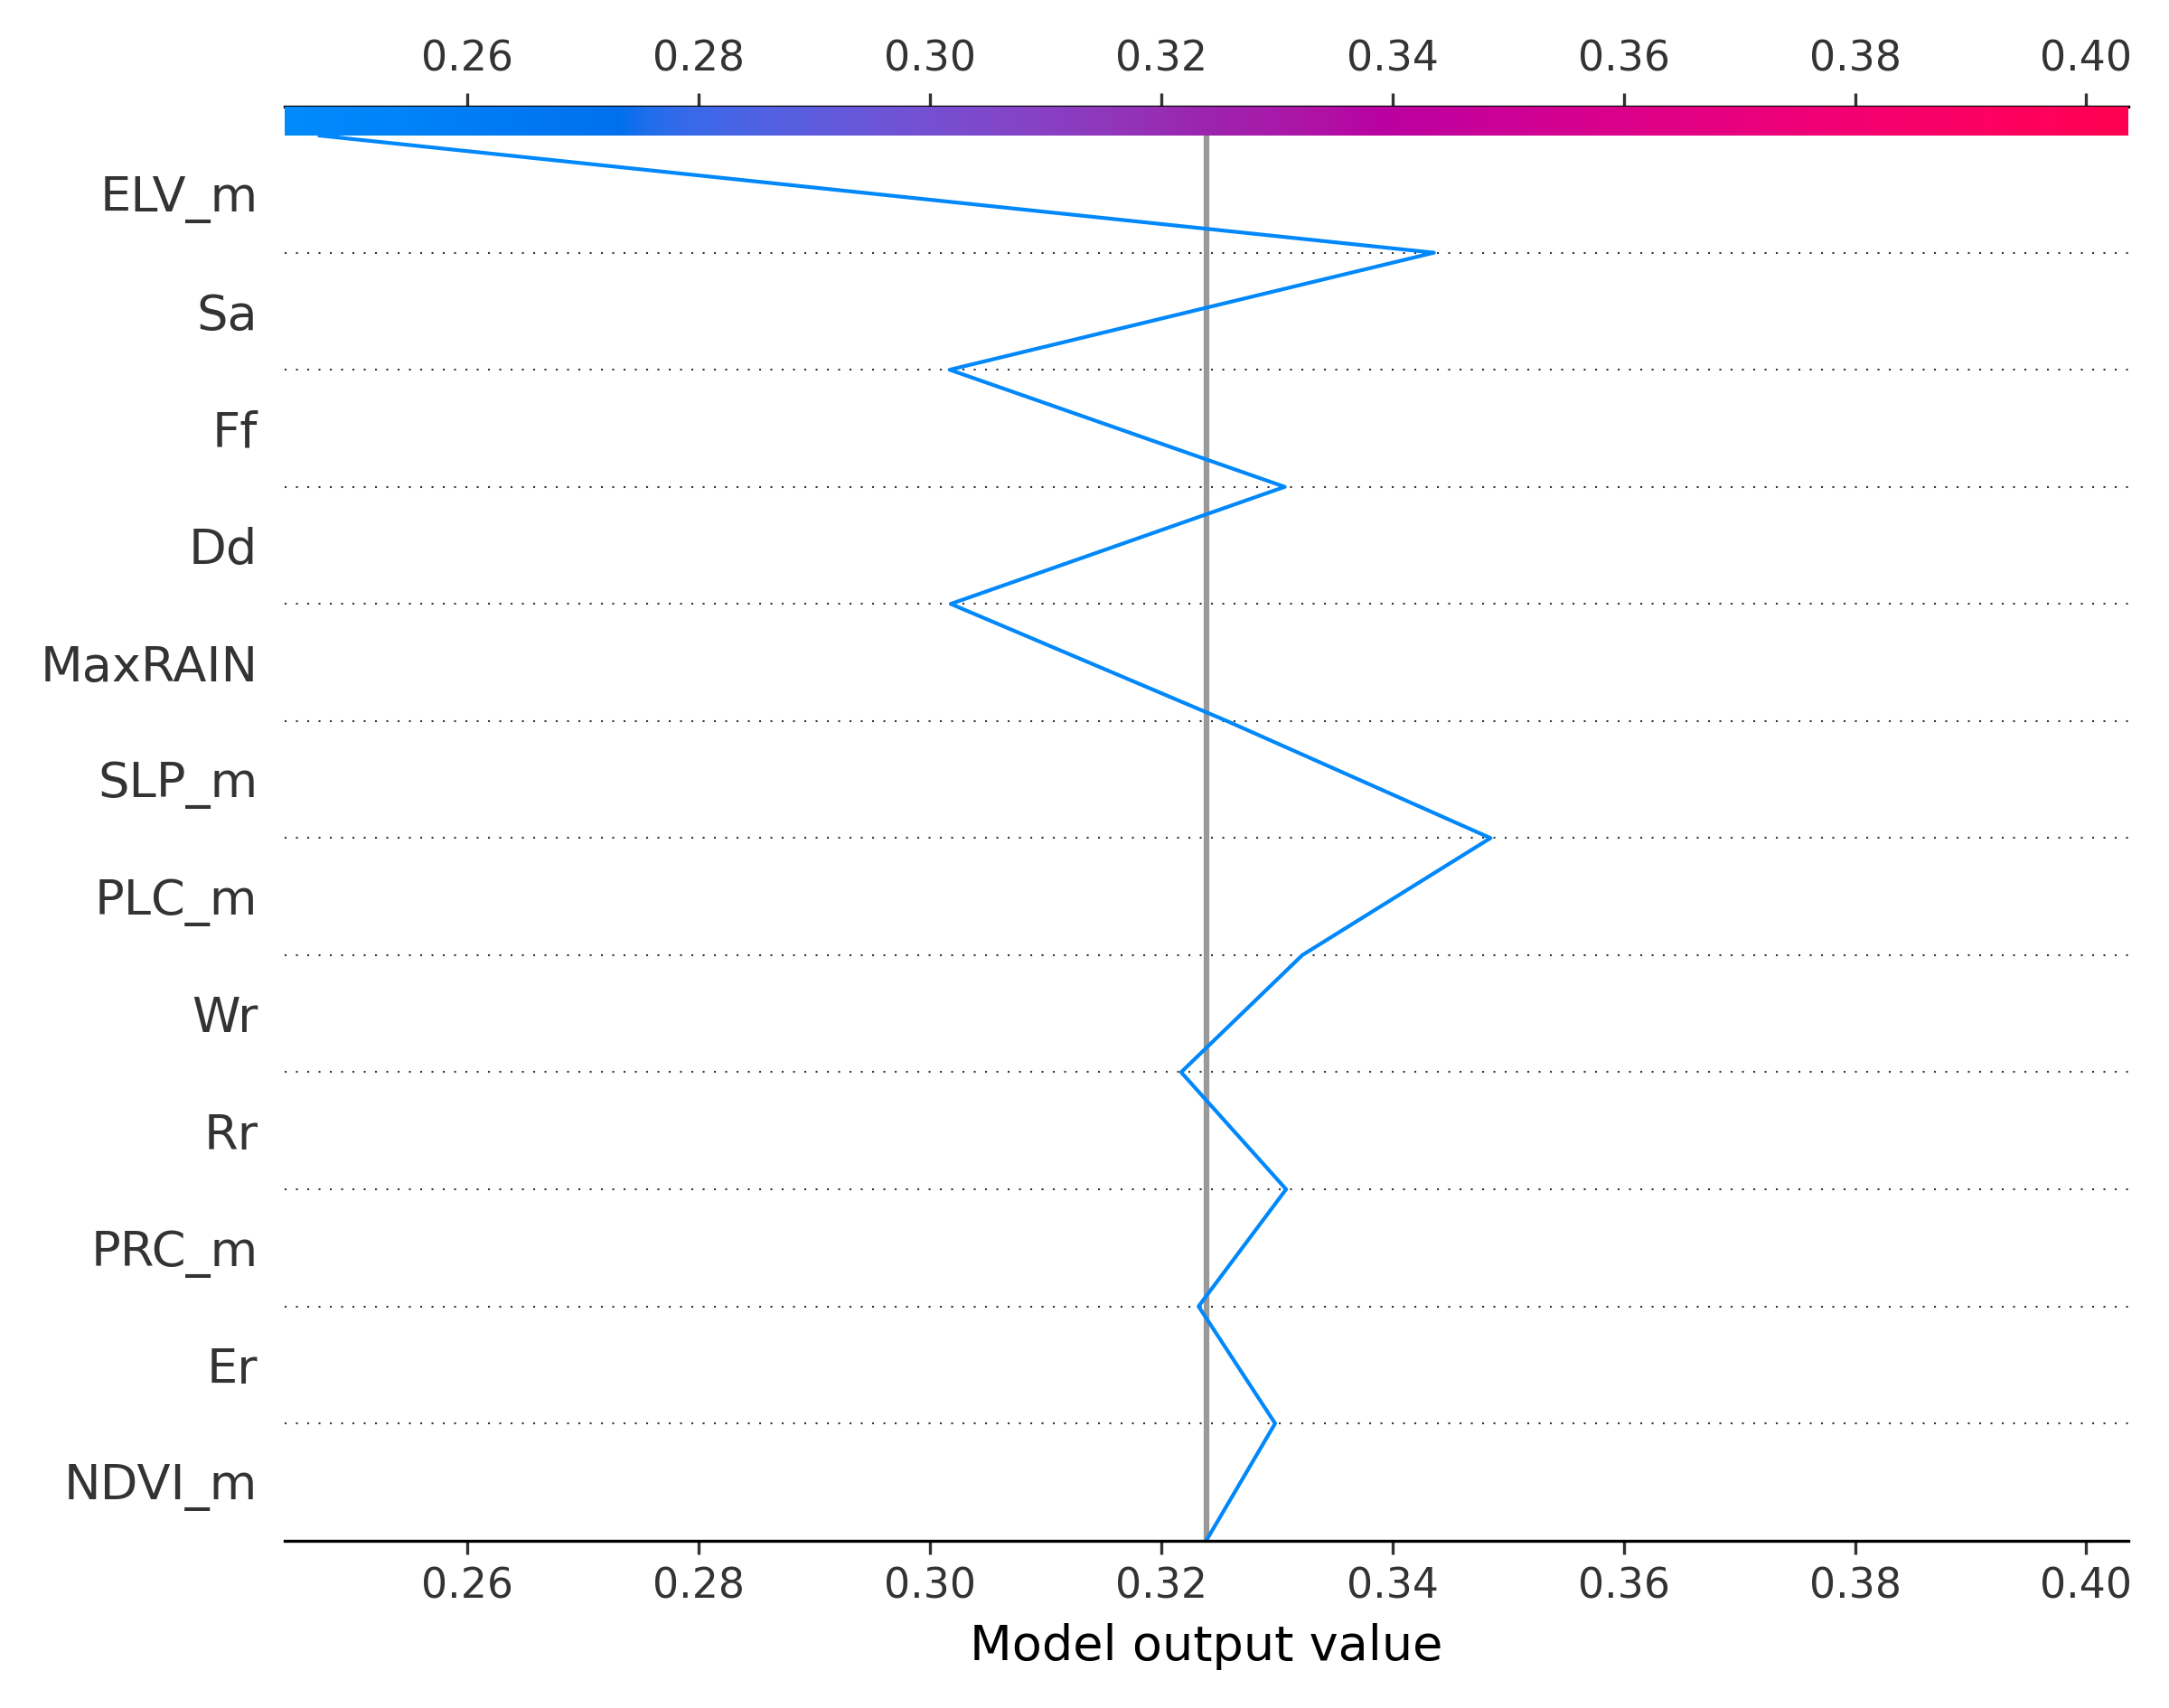 0.26 0.28 0.30 0.32 0.34 0.36 0.38 0.40
ELV_m
Sa
Ff
Dd
MaxRAIN
SLP_m
PLC_m
Wr
Rr
PRC_m
Er
NDVI_m
0.26 0.28 0.30 0.32 0.34 0.36 0.38 0.40
Model output value